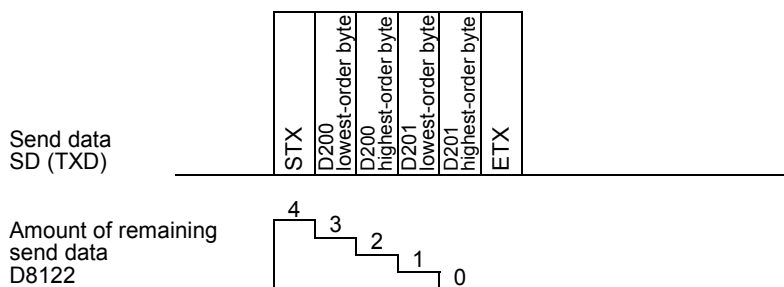 Send data
SD (TXD)
STX
D200
lowest-order byte
D200
highest-order byte
D201
lowest-order byte
D201
highest-order byte
ETX
Amount of remaining
send data
D8122
4
3
2
1
0